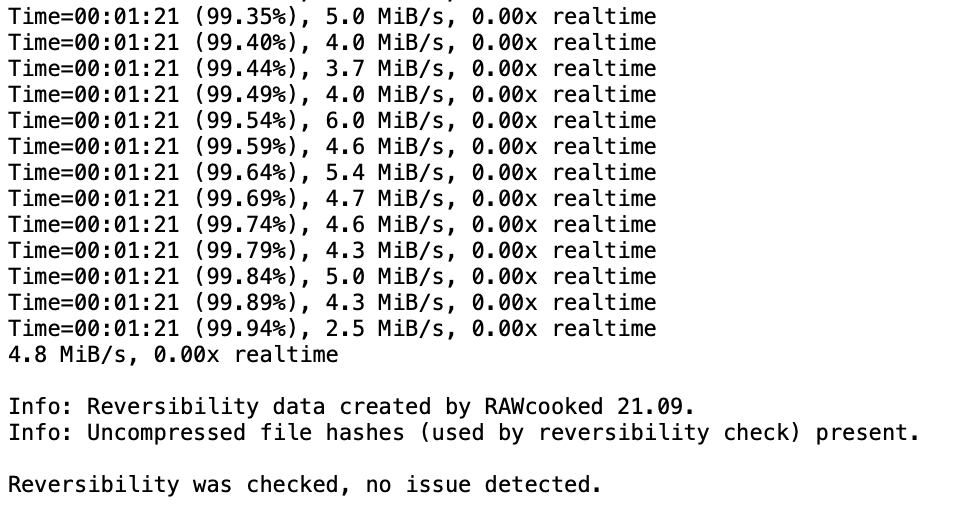 Time=00:01:21 (99.35%), 5.0 MiB/s, 0.00x realtime
Time=00:01:21 (99.40%), 4.0 MiB/s, 0.00x realtime
Time=00:01:21 (99.44%), 3.7 MiB/s, 0.00x realtime
Time=00:01:21 (99.49%), 4.0 MiB/s, 0.00x realtime
Time=00:01:21 (99.54%), 6.0 MiB/s, 0.00x realtime
Time=00:01:21 (99.59%), 4.6 MiB/s, 0.00x realtime
Time=00:01:21 (99.64%), 5.4 MiB/s, 0.00x realtime
Time=00:01:21 (99.69%), 4.7 MiB/s, 0.00x realtime
Time=00:01:21 (99.74%), 4.6 MiB/s, 0.00x realtime
Time=00:01:21 (99.79%), 4.3 MiB/s, 0.00x realtime
Time=00:01:21 (99.84%), 5.0 MiB/s, 0.00x realtime
Time=00:01:21 (99.89%), 4.3 MiB/s, 0.00x realtime
Time=00:01:21 (99.94%), 2.5 MiB/s, 0.00x realtime
4.8 MiB/s, 0.00x realtime
Info: Reversibility data created by RAWcooked 21.09.
Info: Uncompressed file hashes (used by reversibility check) present.
Reversibility was checked, no issue detected.